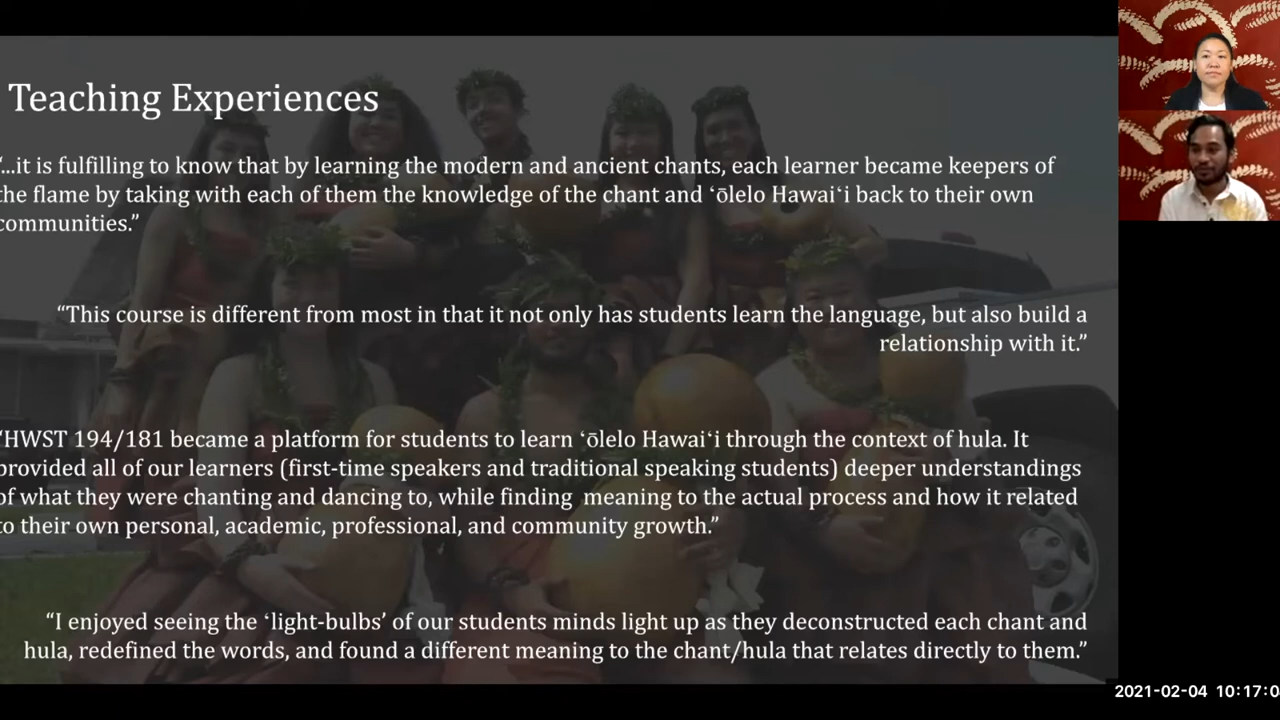 Teaching Experiences
“...it is fulfilling to know that by learning the modern and ancient chants, each learner became keepers of
the flame by taking with each of them the knowledge of the chant and ʻōlelo Hawaiʻi back to their own
communities.”
“This course is different from most in that it not only has students learn the language, but also build a
relationship with it.”
“HWST 194/181 became a platform for students to learn ʻōlelo Hawaiʻi through the context of hula. It
provided all of our learners (first-time speakers and traditional speaking students) deeper understandings
of what they were chanting and dancing to, while finding meaning to the actual process and how it related
to their own personal, academic, professional, and community growth.”
“I enjoyed seeing the ‘light-bulbs’ of our students minds light up as they deconstructed each chant and
hula, redefined the words, and found a different meaning to the chant/hula that relates directly to them.”
2021-02-04 10:17:0